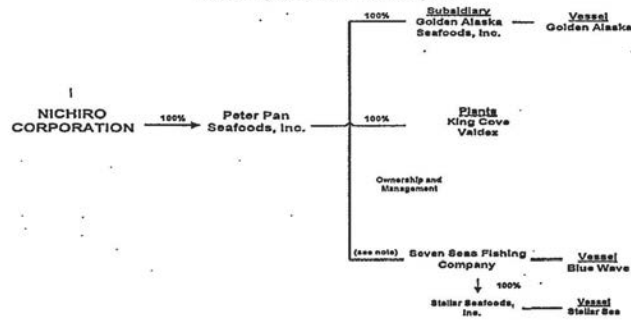 100%
Subsidiary
Golden Alaska
Seafoods, Inc.
Vessel
Golden Alaska
NICHIRO
CORPORATION
100%
Peter Pan
Seafoods, Inc.
100%
Plants
King Cove
Valdez
Ownership and
Management
(see note)
Seven Seas Fishing
Company
Vessel
Blue Wave
100%
Stellar Seafoods,
Inc.
Vessel
Stellar Sea